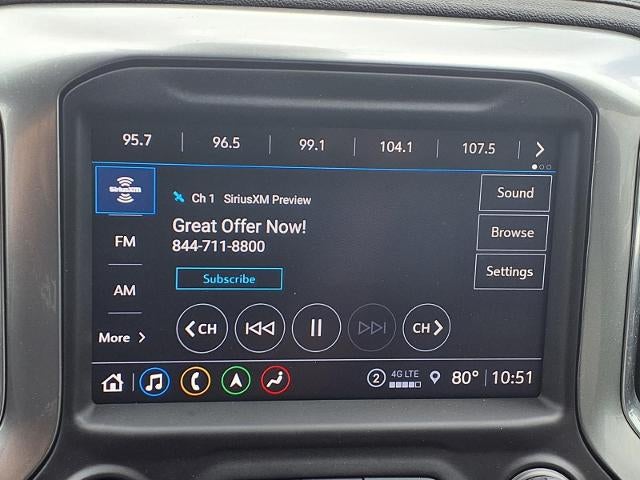 95.7 96.5 99.1 104.1 107.5
SiriusXM
Ch 1 SiriusXM Preview
Sound
Great Offer Now!
844-711-8800
FM
Browse
Subscribe
Settings
AM
CH CH
More
2 4G LTE 80° 10:51